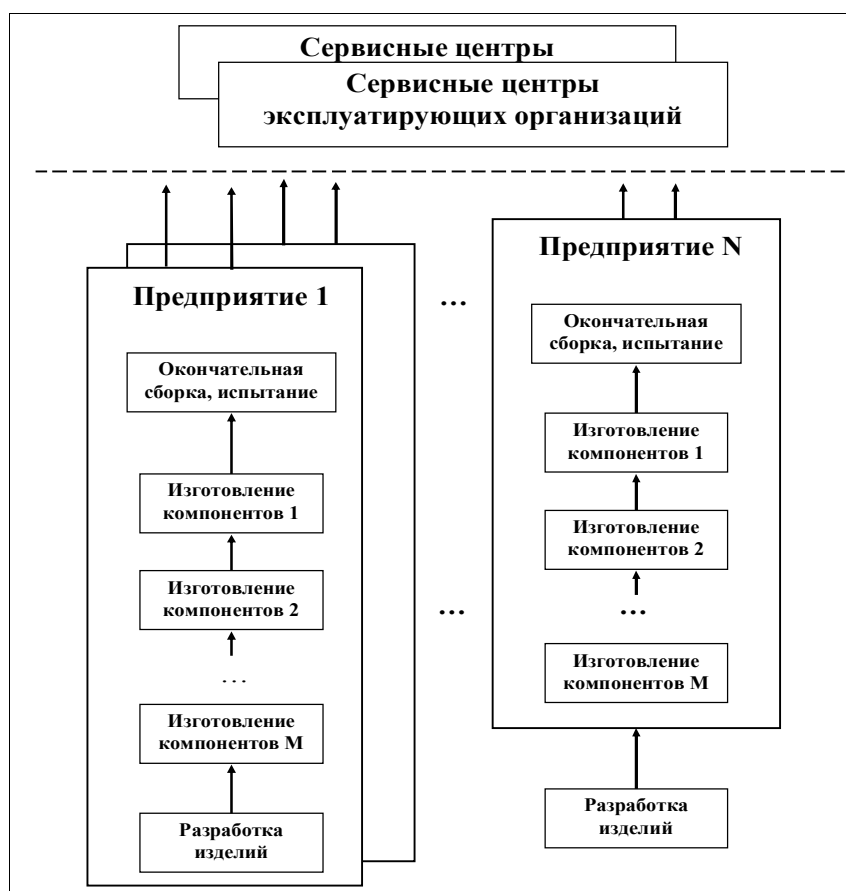 Сервисные центры
Сервисные центры
эксплуатирующих организаций
Предприятие 1
Окончательная
сборка, испытание
Изготовление
компонентов 1
Изготовление
компонентов 2
...
Изготовление
компонентов М
Разработка
изделий
...
...
Предприятие N
Окончательная
сборка, испытание
Изготовление
компонентов 1
Изготовление
компонентов 2
...
Изготовление
компонентов М
Разработка
изделий